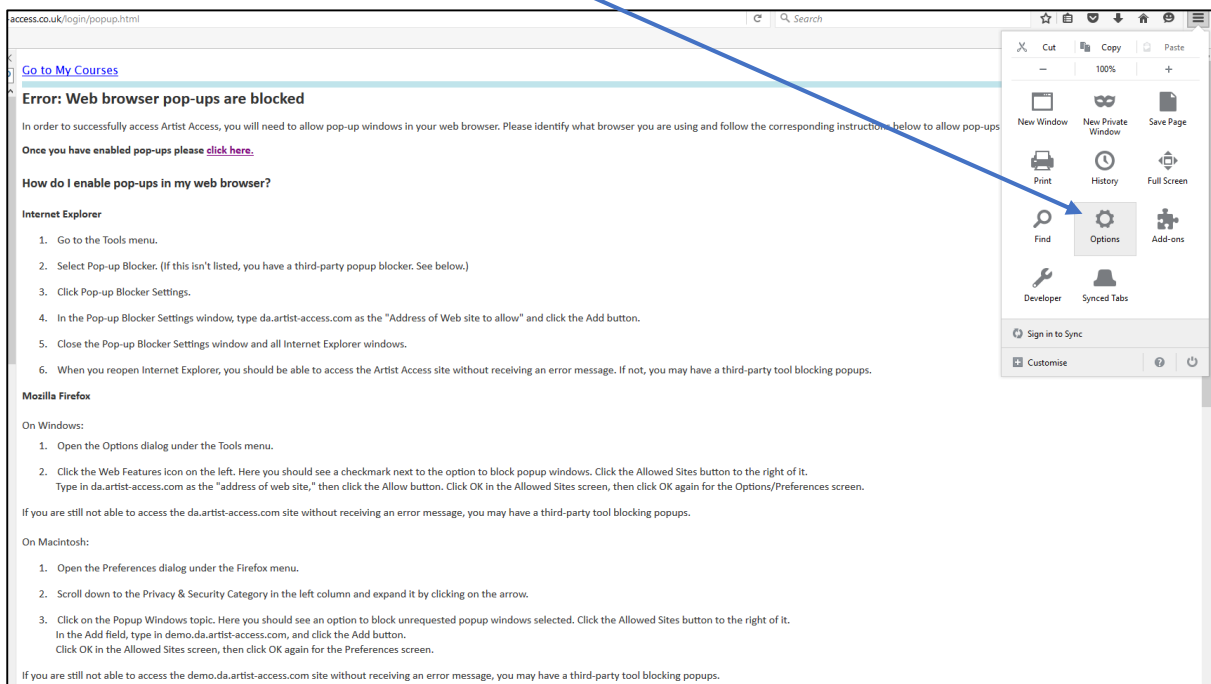 -access.co.uk/login/popup.html
Search
Cut Copy Paste
− 100% +
New Window New Private Window Save Page
Print History Full Screen
Find Options Add-ons
Developer Synced Tabs
Sign in to Sync
Customise
Go to My Courses
Error: Web browser pop-ups are blocked
In order to successfully access Artist Access, you will need to allow pop-up windows in your web browser. Please identify what browser you are using and follow the corresponding instructions below to allow pop-ups
Once you have enabled pop-ups please click here.
How do I enable pop-ups in my web browser?
Internet Explorer
1. Go to the Tools menu.
2. Select Pop-up Blocker. (If this isn't listed, you have a third-party popup blocker. See below.)
3. Click Pop-up Blocker Settings.
4. In the Pop-up Blocker Settings window, type da.artist-access.com as the "Address of Web site to allow" and click the Add button.
5. Close the Pop-up Blocker Settings window and all Internet Explorer windows.
6. When you reopen Internet Explorer, you should be able to access the Artist Access site without receiving an error message. If not, you may have a third-party tool blocking popups.
Mozilla Firefox
On Windows:
1. Open the Options dialog under the Tools menu.
2. Click the Web Features icon on the left. Here you should see a checkmark next to the option to block popup windows. Click the Allowed Sites button to the right of it.
Type in da.artist-access.com as the "address of web site," then click the Allow button. Click OK in the Allowed Sites screen, then click OK again for the Options/Preferences screen.
If you are still not able to access the da.artist-access.com site without receiving an error message, you may have a third-party tool blocking popups.
On Macintosh:
1. Open the Preferences dialog under the Firefox menu.
2. Scroll down to the Privacy & Security Category in the left column and expand it by clicking on the arrow.
3. Click on the Popup Windows topic. Here you should see an option to block unrequested popup windows selected. Click the Allowed Sites button to the right of it.
In the Add field, type in demo.da.artist-access.com, and click the Add button.
Click OK in the Allowed Sites screen, then click OK again for the Preferences screen.
If you are still not able to access the demo.da.artist-access.com site without receiving an error message, you may have a third-party tool blocking popups.